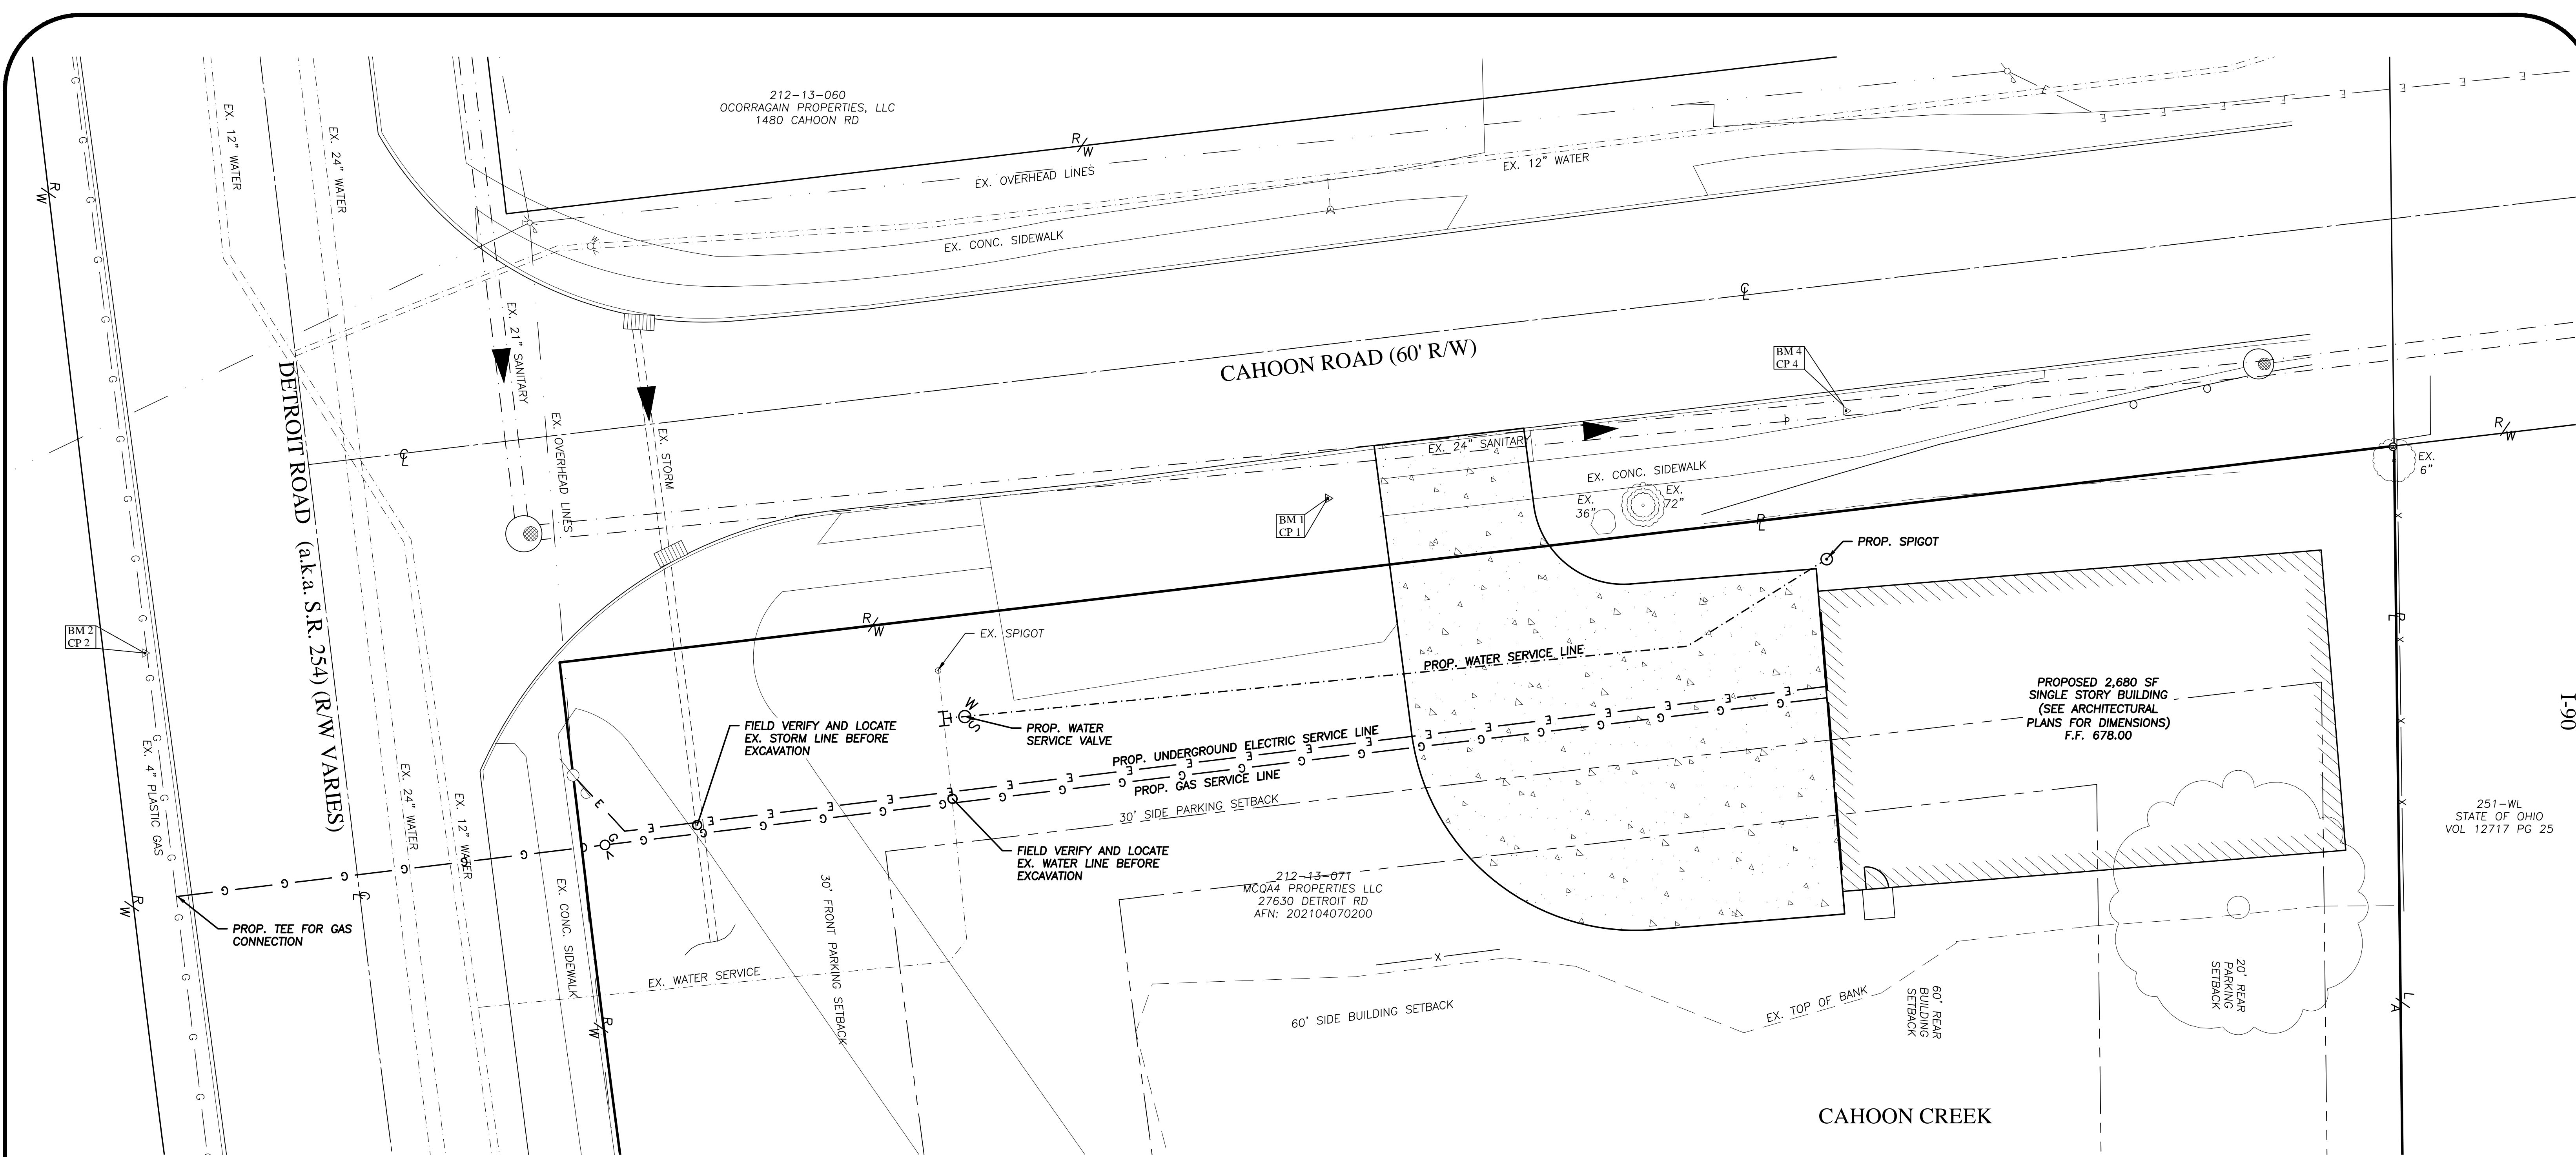 212-13-060
OCORRAGAIN PROPERTIES, LLC
1480 CAHOON RD
EX. 12" WATER
EX. 24" WATER
R/W
R/W
EX. OVERHEAD LINES
EX. 12" WATER
EX. CONC. SIDEWALK
EX. 21" SANITARY
EX. OVERHEAD LINES
EX. STORM
CAHOON ROAD (60' R/W)
BM 4
CP 4
DETROIT ROAD (a.k.a. S.R. 254) (R/W VARIES)
EX. 24" SANITARY
EX. CONC. SIDEWALK
EX.
36"
EX.
72"
EX.
6"
R/W
BM 1
CP 1
PROP. SPIGOT
BM 2
CP 2
R/W
EX. SPIGOT
PROP. WATER SERVICE LINE
PROPOSED 2,680 SF
SINGLE STORY BUILDING
(SEE ARCHITECTURAL
PLANS FOR DIMENSIONS)
F.F. 678.00
I-90
FIELD VERIFY AND LOCATE
EX. STORM LINE BEFORE
EXCAVATION
PROP. WATER
SERVICE VALVE
PROP. UNDERGROUND ELECTRIC SERVICE LINE
PROP. GAS SERVICE LINE
30' SIDE PARKING SETBACK
EX. 4" PLASTIC GAS
EX. 24" WATER
EX. 12" WATER
FIELD VERIFY AND LOCATE
EX. WATER LINE BEFORE
EXCAVATION
251-WL
STATE OF OHIO
VOL 12717 PG 25
212-13-071
MCQA4 PROPERTIES LLC
27630 DETROIT RD
AFN: 202104070200
R/W
PROP. TEE FOR GAS
CONNECTION
EX. CONC. SIDEWALK
30' FRONT PARKING SETBACK
EX. WATER SERVICE
R/W
60' SIDE BUILDING SETBACK
EX. TOP OF BANK
60' REAR
BUILDING
SETBACK
20' REAR
PARKING
SETBACK
L/A
CAHOON CREEK